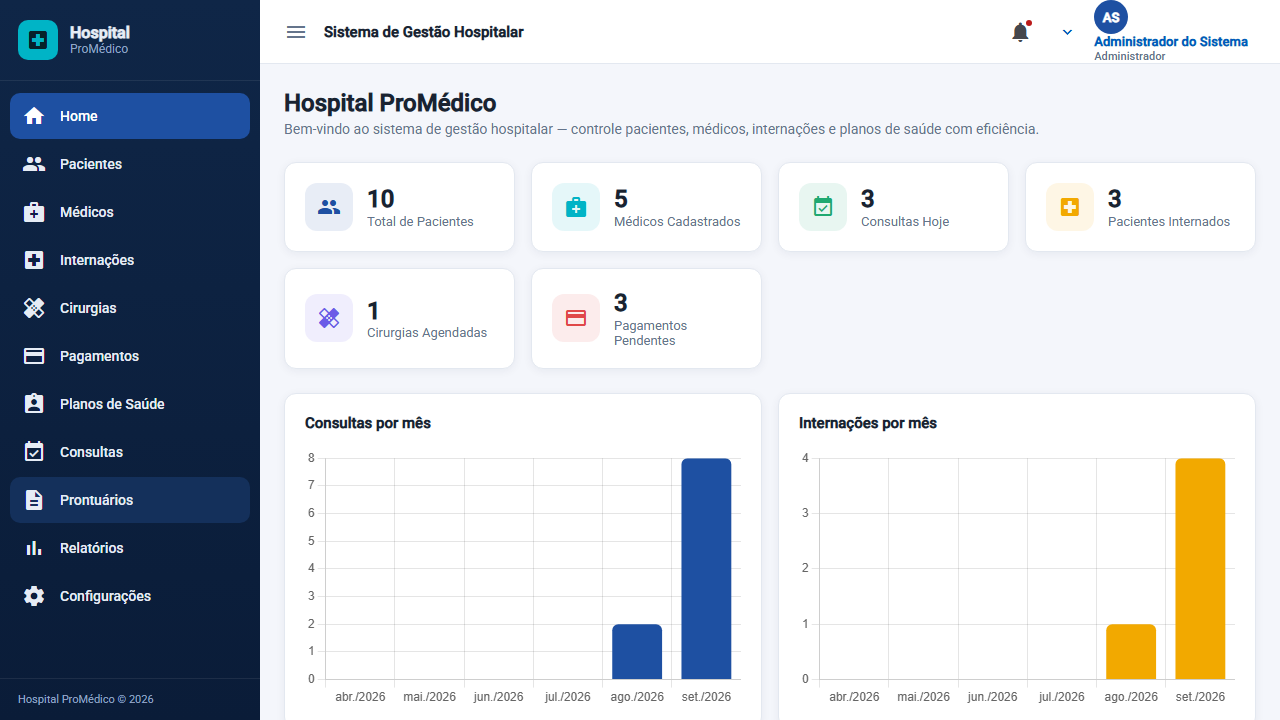 Hospital
ProMédico
Home
Pacientes
Médicos
Internações
Cirurgias
Pagamentos
Planos de Saúde
Consultas
Prontuários
Relatórios
Configurações
Hospital ProMédico © 2026
Sistema de Gestão Hospitalar
AS
Administrador do Sistema
Administrador
Hospital ProMédico
Bem-vindo ao sistema de gestão hospitalar — controle pacientes, médicos, internações e planos de saúde com eficiência.
10
Total de Pacientes
5
Médicos Cadastrados
3
Consultas Hoje
3
Pacientes Internados
1
Cirurgias Agendadas
3
Pagamentos
Pendentes
Consultas por mês
8
7
6
5
4
3
2
1
0
abr./2026 mai./2026 jun./2026 jul./2026 ago./2026 set./2026
Internações por mês
4
3
2
1
0
abr./2026 mai./2026 jun./2026 jul./2026 ago./2026 set./2026